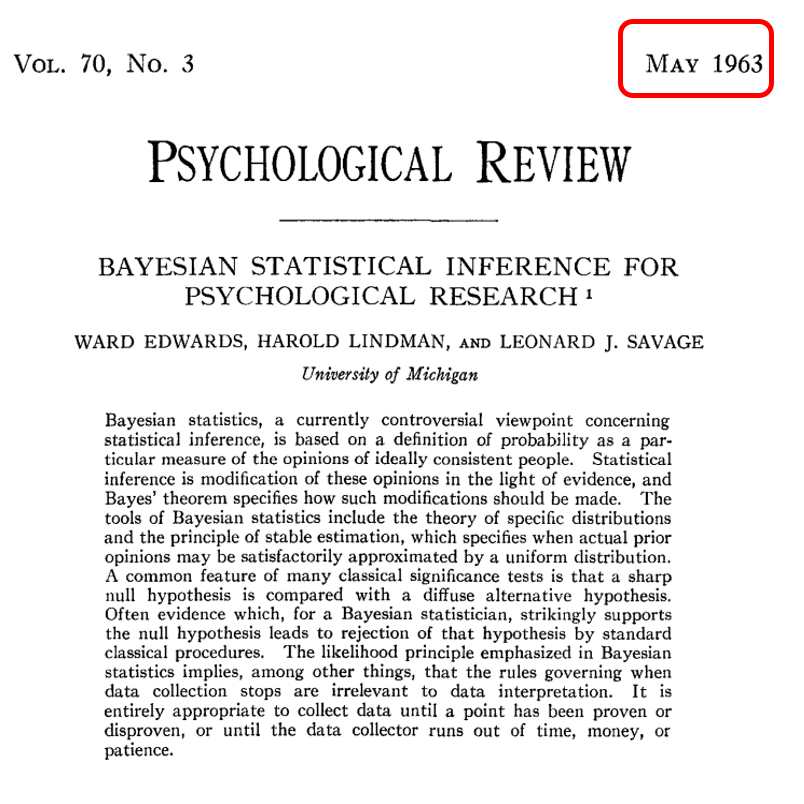 VOL. 70, NO. 3
MAY 1963
PSYCHOLOGICAL REVIEW
BAYESIAN STATISTICAL INFERENCE FOR
PSYCHOLOGICAL RESEARCH ¹
WARD EDWARDS, HAROLD LINDMAN, AND LEONARD J. SAVAGE
University of Michigan
Bayesian statistics, a currently controversial viewpoint concerning
statistical inference, is based on a definition of probability as a par-
ticular measure of the opinions of ideally consistent people. Statistical
inference is modification of these opinions in the light of evidence, and
Bayes' theorem specifies how such modifications should be made. The
tools of Bayesian statistics include the theory of specific distributions
and the principle of stable estimation, which specifies when actual prior
opinions may be satisfactorily approximated by a uniform distribution.
A common feature of many classical significance tests is that a sharp
null hypothesis is compared with a diffuse alternative hypothesis.
Often evidence which, for a Bayesian statistician, strikingly supports
the null hypothesis leads to rejection of that hypothesis by standard
classical procedures. The likelihood principle emphasized in Bayesian
statistics implies, among other things, that the rules governing when
data collection stops are irrelevant to data interpretation. It is
entirely appropriate to collect data until a point has been proven or
disproven, or until the data collector runs out of time, money, or
patience.